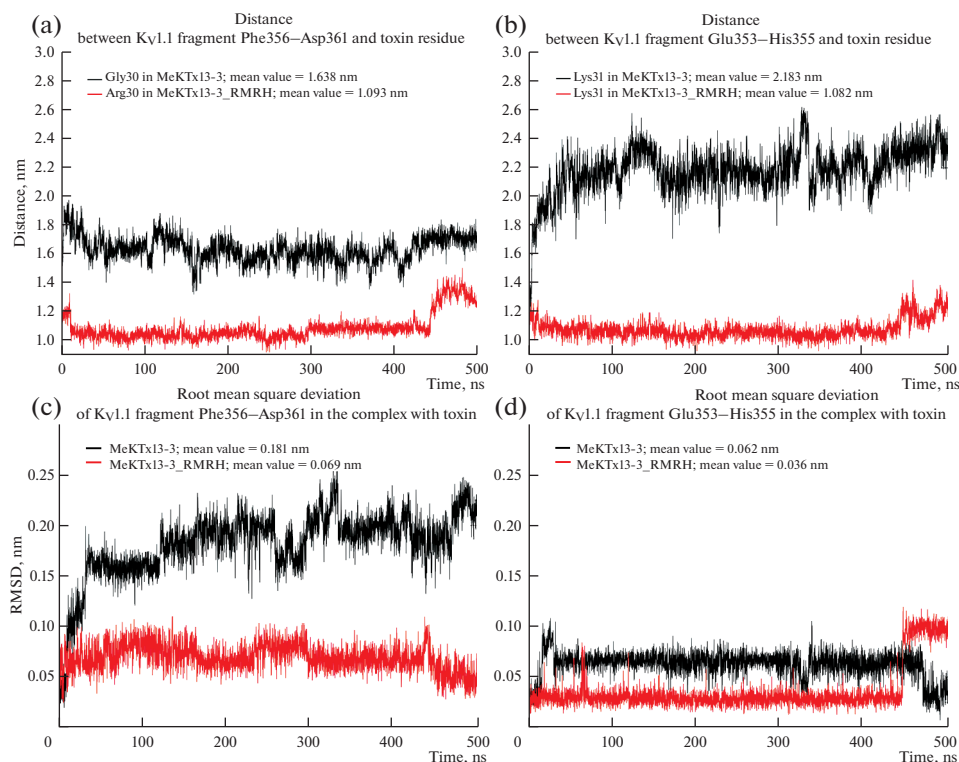 (a)
Distance
between KV1.1 fragment Phe356–Asp361 and toxin residue
3.0
2.8
2.6
2.4
2.2
2.0
1.8
1.6
1.4
1.2
1.0
Distance, nm
Gly30 in MeKTx13-3; mean value = 1.638 nm
Arg30 in MeKTx13-3_RMRH; mean value = 1.093 nm
0
100
200
300
400
500
Time, ns
(b)
Distance
between KV1.1 fragment Glu353–His355 and toxin residue
3.0
2.8
2.6
2.4
2.2
2.0
1.8
1.6
1.4
1.2
1.0
Lys31 in MeKTx13-3; mean value = 2.183 nm
Lys31 in MeKTx13-3_RMRH; mean value = 1.082 nm
0
100
200
300
400
500
Time, ns
(c)
Root mean square deviation
of KV1.1 fragment Phe356–Asp361 in the complex with toxin
0.25
0.20
0.15
0.10
0.05
RMSD, nm
MeKTx13-3; mean value = 0.181 nm
MeKTx13-3_RMRH; mean value = 0.069 nm
0
100
200
300
400
500
Time, ns
(d)
Root mean square deviation
of KV1.1 fragment Glu353–His355 in the complex with toxin
0.25
0.20
0.15
0.10
0.05
MeKTx13-3; mean value = 0.062 nm
MeKTx13-3_RMRH; mean value = 0.036 nm
0
100
200
300
400
500
Time, ns